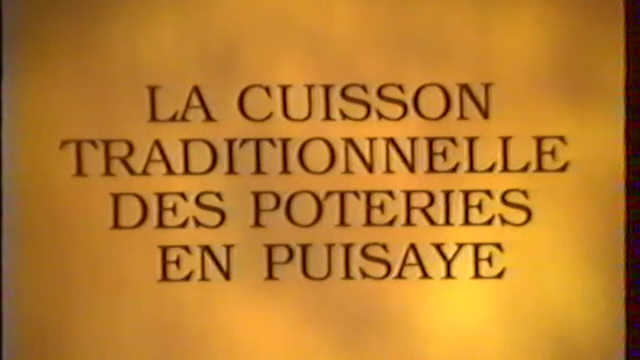 LA CUISSON
TRADITIONNELLE
DES POTERIES
EN PUISAYE